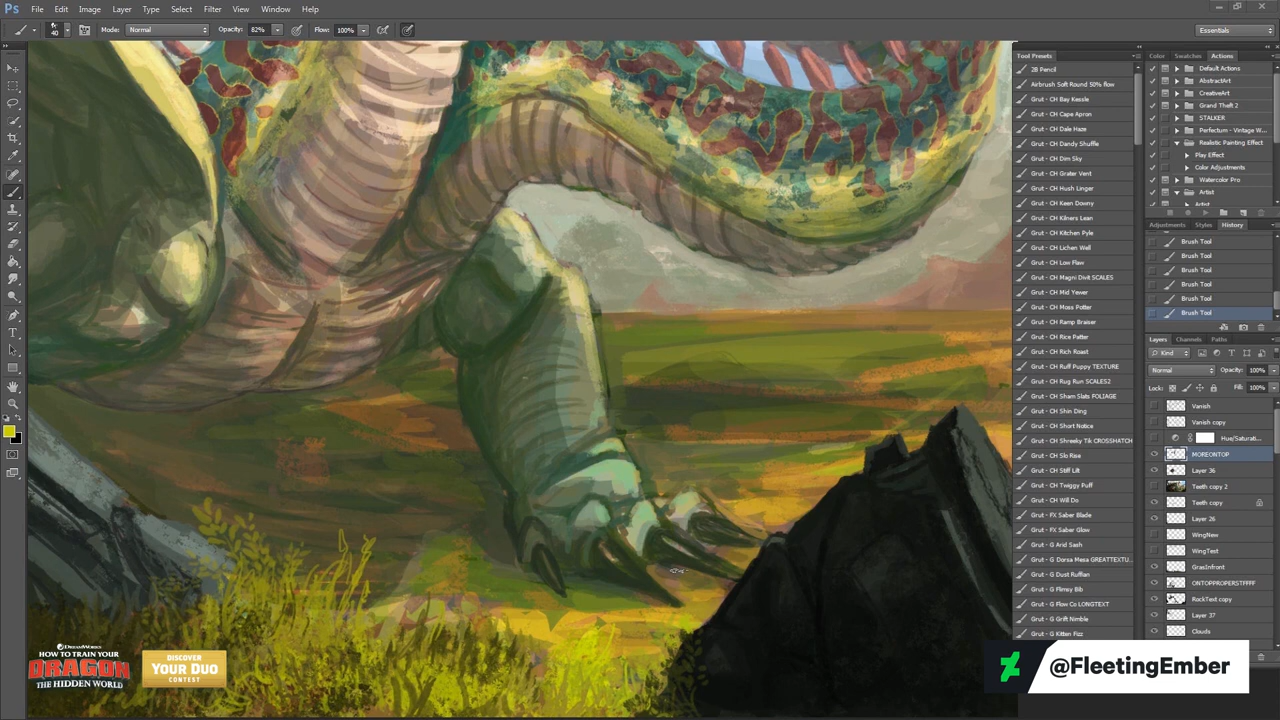 Ps File Edit Image Layer Type Select Filter View Window Help
40 Mode: Normal Opacity: 82% Flow: 100% Essentials
Tool Presets
2B Pencil
Airbrush Soft Round 50% flow
Grut - CH Bay Kessle
Grut - CH Cape Apron
Grut - CH Dale Haze
Grut - CH Dandy Shuffle
Grut - CH Dim Sky
Grut - CH Grater Vent
Grut - CH Hush Linger
Grut - CH Keen Downy
Grut - CH Kilners Lean
Grut - CH Kitchen Pyle
Grut - CH Lichen Well
Grut - CH Low Flaw
Grut - CH Magni Divit SCALES
Grut - CH Mid Yewer
Grut - CH Moss Potter
Grut - CH Ramp Braiser
Grut - CH Rice Patter
Grut - CH Rich Roast
Grut - CH Ruff Puppy TEXTURE
Grut - CH Rug Run SCALES2
Grut - CH Sham Slats FOLIAGE
Grut - CH Shin Ding
Grut - CH Short Notice
Grut - CH Shreeky Tik CROSSHATCH
Grut - CH Slo Rise
Grut - CH Stiff Lift
Grut - CH Twiggy Puff
Grut - CH Will Do
Grut - FX Saber Blade
Grut - FX Saber Glow
Grut - G Arid Sash
Grut - G Dorsa Mesa GREATTEXTU...
Grut - G Dust Ruffian
Grut - G Flimsy Bib
Grut - G Flow Co LONGTEXT
Grut - G Grift Nimble
Grut - G Kitten Fizz
Color Swatches Actions
Default Actions
AbstractArt
CreativeArt
Grand Theft 2
STALKER
Perfectum - Vintage W...
Realistic Painting Effect
Play Effect
Color Adjustments
Watercolor Pro
Artist
Artist
Adjustments Styles History
Brush Tool
Brush Tool
Brush Tool
Brush Tool
Brush Tool
Brush Tool
Layers Channels Paths
Kind
Normal Opacity: 100%
Lock: Fill: 100%
Vanish
Vanish copy
Hue/Saturati...
MOREONTOP
Layer 36
Teeth copy 2
Teeth copy
Layer 26
WingNew
WingTest
GrasInfront
ONTOPPROPERSTFFFF
RockText copy
Layer 37
Clouds
DREAMWORKS
HOW TO TRAIN YOUR
DRAGON
THE HIDDEN WORLD
DISCOVER
YOUR DUO
CONTEST
@FleetingEmber